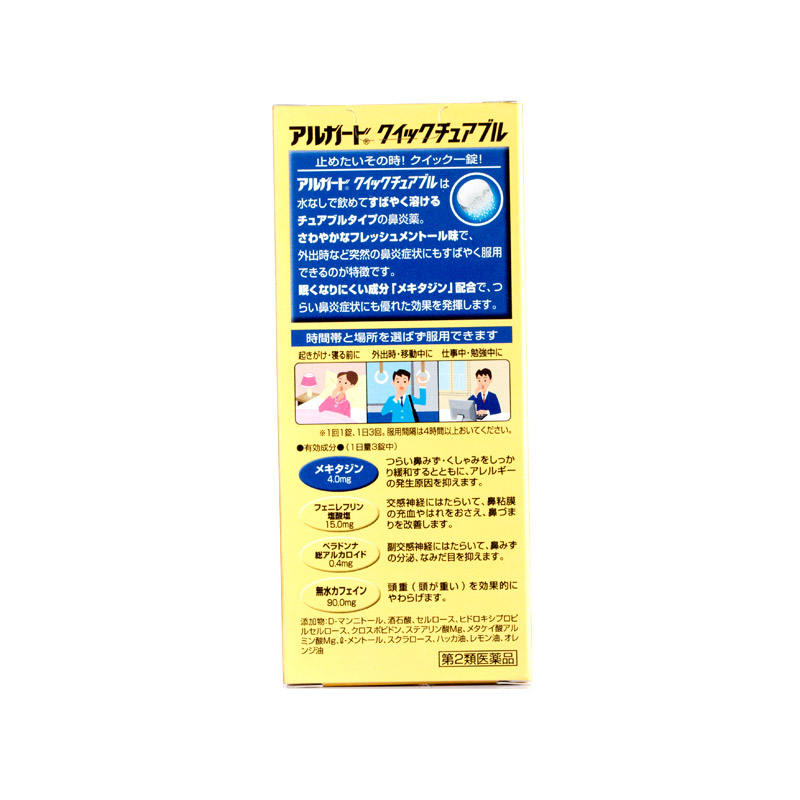 アルガード® クイックチュアブル
止めたいその時! クイック一錠!
アルガード® クイックチュアブルは
水なしで飲めてすばやく溶ける
チュアブルタイプの鼻炎薬。
さわやかなフレッシュメントール味で、
外出時など突然の鼻炎症状にもすばやく服用
できるのが特徴です。
眠くなりにくい成分「メキタジン」配合で、つ
らい鼻炎症状にも優れた効果を発揮します。
時間帯と場所を選ばず服用できます
起きがけ・寝る前に 外出時・移動中に 仕事中・勉強中に
※1回1錠、1日3回。服用間隔は4時間以上おいてください。
●有効成分●(1日量3錠中)
メキタジン
4.0mg
つらい鼻みず・くしゃみをしっか
り緩和するとともに、アレルギー
の発生原因を抑えます。
フェニレフリン
塩酸塩
15.0mg
交感神経にはたらいて、鼻粘膜
の充血やはれをおさえ、鼻づま
りを改善します。
ベラドンナ
総アルカロイド
0.4mg
副交感神経にはたらいて、鼻みず
の分泌、なみだ目を抑えます。
無水カフェイン
90.0mg
頭重(頭が重い)を効果的に
やわらげます。
添加物:D-マンニトール、酒石酸、セルロース、ヒドロキシプロピ
ルセルロース、クロスポビドン、ステアリン酸Mg、メタケイ酸アル
ミン酸Mg、ℓ-メントール、スクラロース、ハッカ油、レモン油、オレ
ンジ油
第2類医薬品